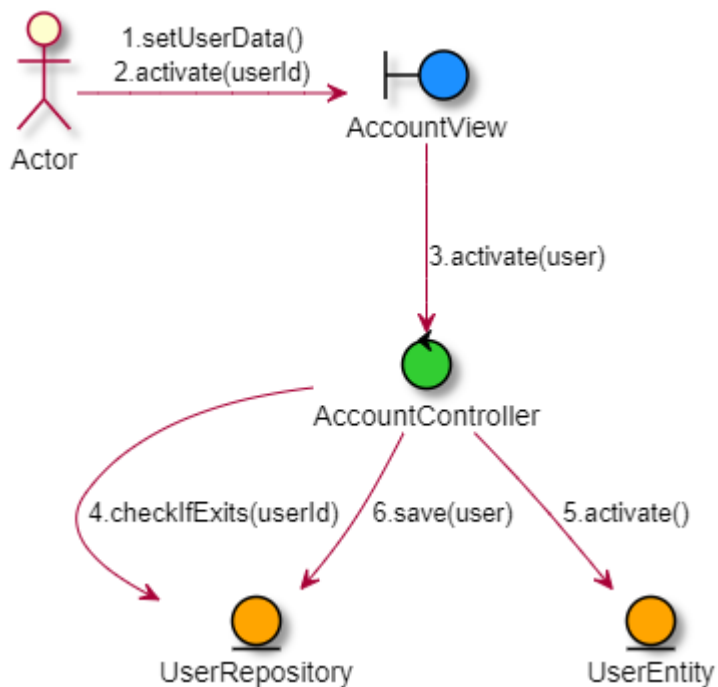 1.setUserData()
2.activate(userId)
Actor
AccountView
3.activate(user)
AccountController
4.checkIfExits(userId)
6.save(user)
5.activate()
UserRepository
UserEntity